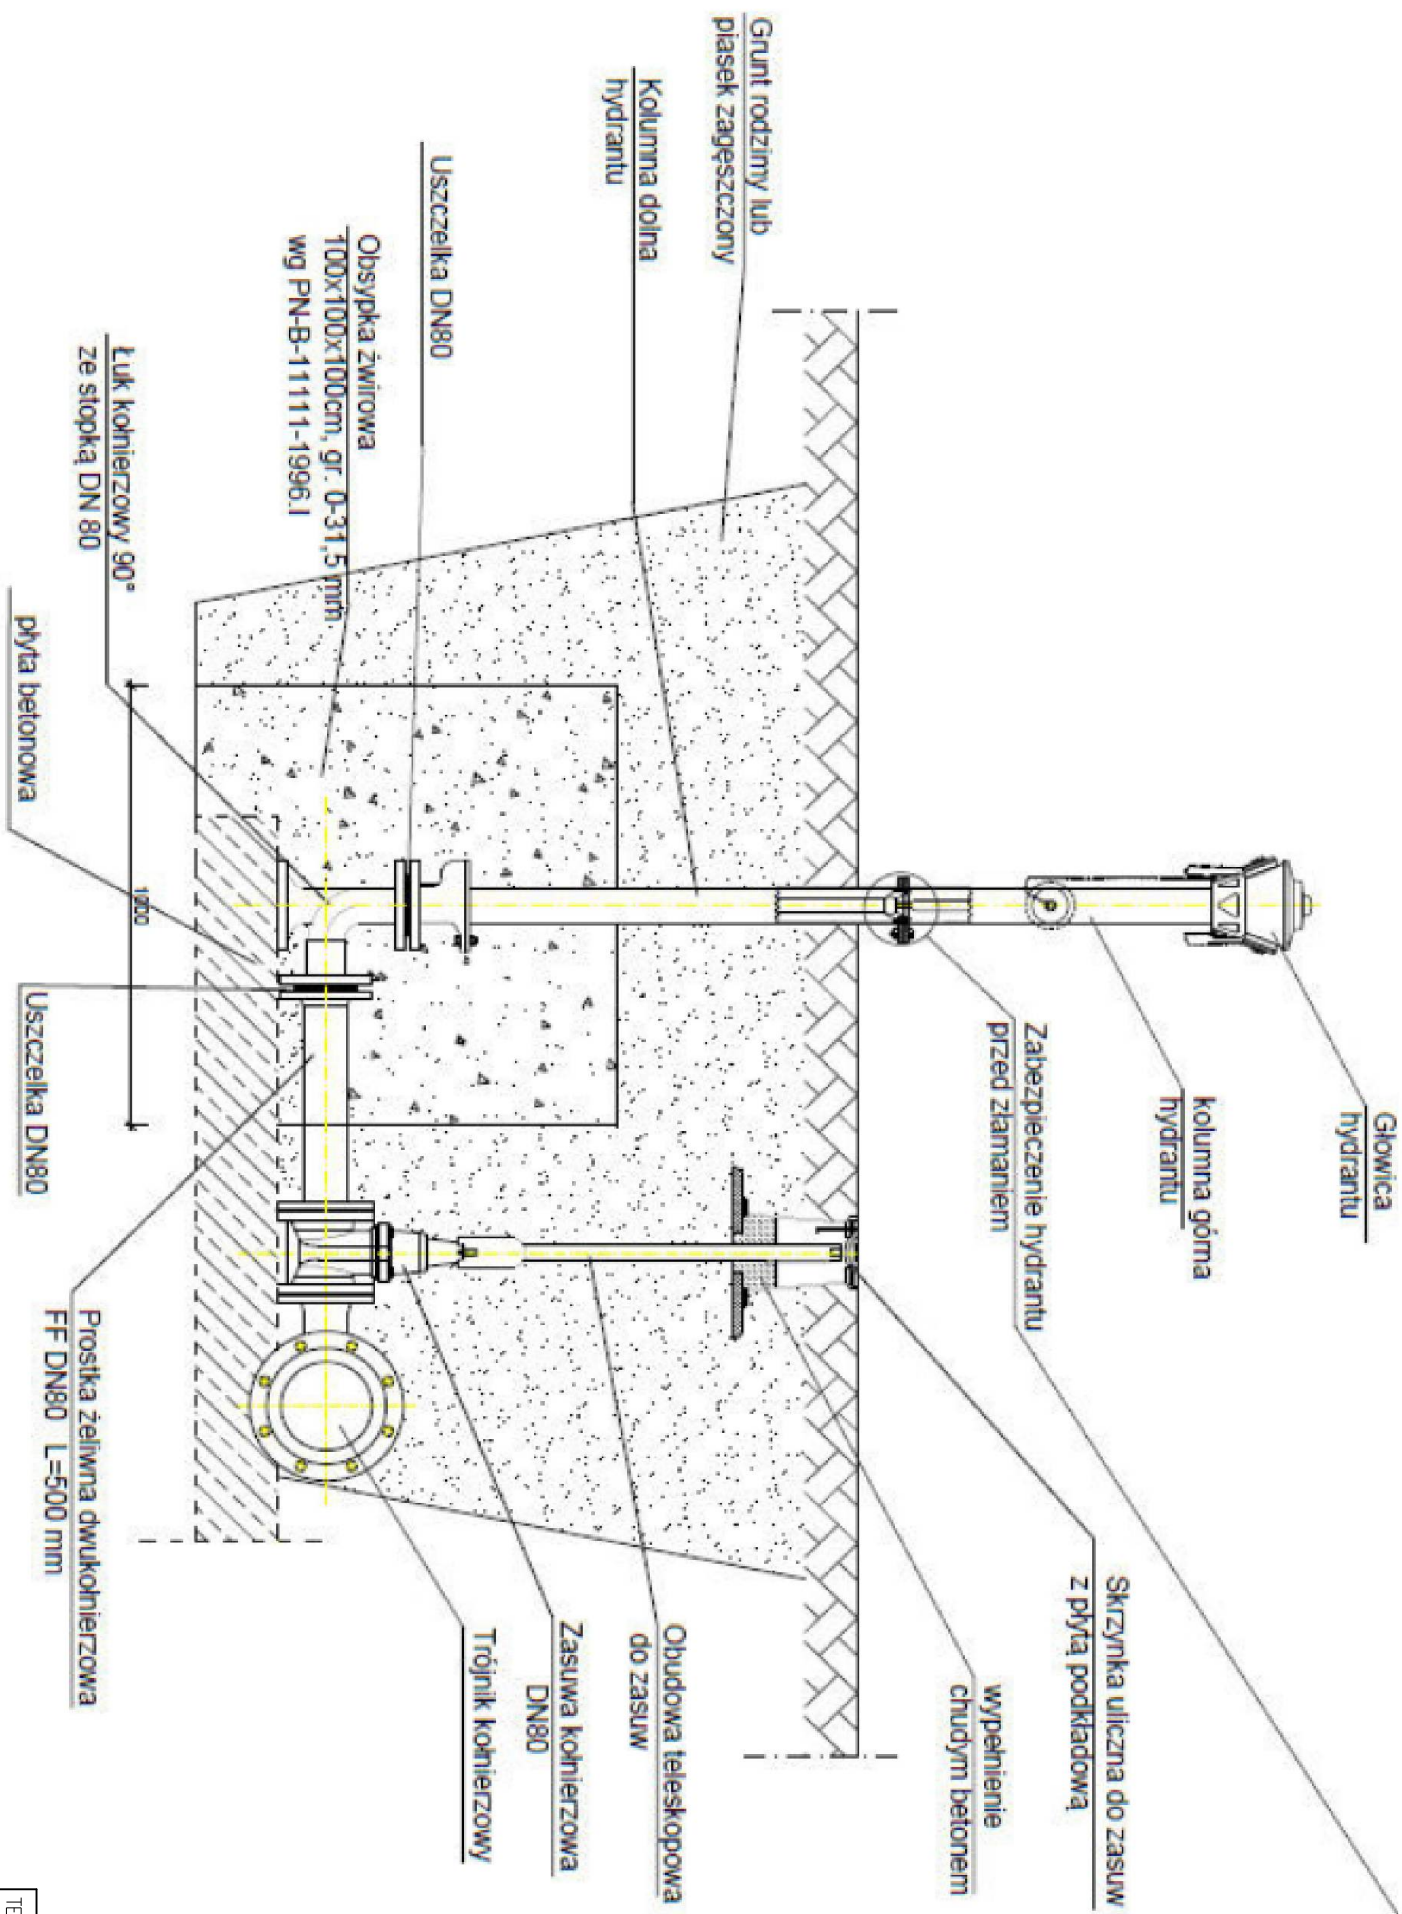 Głowica
hydrantu
kolumna górna
hydrantu
Zabezpieczenie hydrantu
przed złamaniem
Skrzynka uliczna do zasuw
z płytą podkładową
wypełnienie
chudym betonem
Grunt rodzimy lub
piasek zagęszczony
Kolumna dolna
hydrantu
Uszczelka DN80
Obsypka żwirowa
100x100x100cm, gr. 0-31,5 mm
wg PN-B-11111-1996.I
Łuk kołnierzowy 90°
ze stopką DN 80
płyta betonowa
1000
Uszczelka DN80
Prostka żeliwna dwukołnierzowa
FF DN80 L=500 mm
Obudowa teleskopowa
do zasuw
Zasuwa kołnierzowa
DN80
Trójnik kołnierzowy